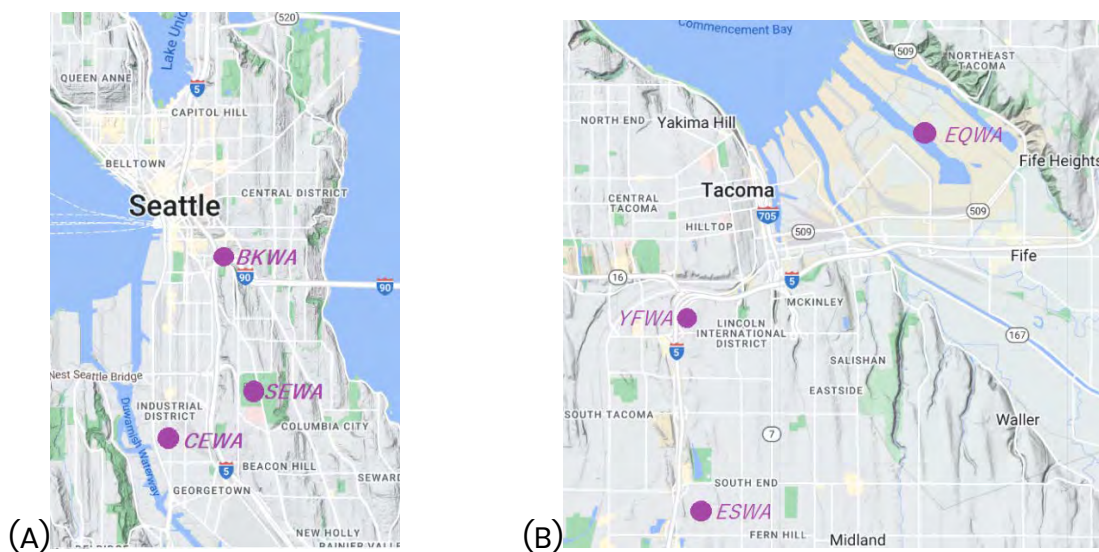 Lake Union
520
QUEEN ANNE
5
CAPITOL HILL
BELLTOWN
CENTRAL DISTRICT
Seattle
BKWA
90
90
West Seattle Bridge
SEWA
INDUSTRIAL
DISTRICT
COLUMBIA CITY
CEWA
Duwamish Waterway
5
BEACON HILL
SEWARD
GEORGETOWN
NEW HOLLY
RAINIER VALLEY
(A)
Commencement Bay
509
NORTHEAST
TACOMA
NORTH END
Yakima Hill
EQWA
Fife Heights
Tacoma
CENTRAL
TACOMA
705
HILLTOP
509
509
Fife
16
5
MCKINLEY
YFWA
LINCOLN
INTERNATIONAL
DISTRICT
5
167
SALISHAN
EASTSIDE
SOUTH TACOMA
Waller
7
SOUTH END
ESWA
FERN HILL
Midland
(B)